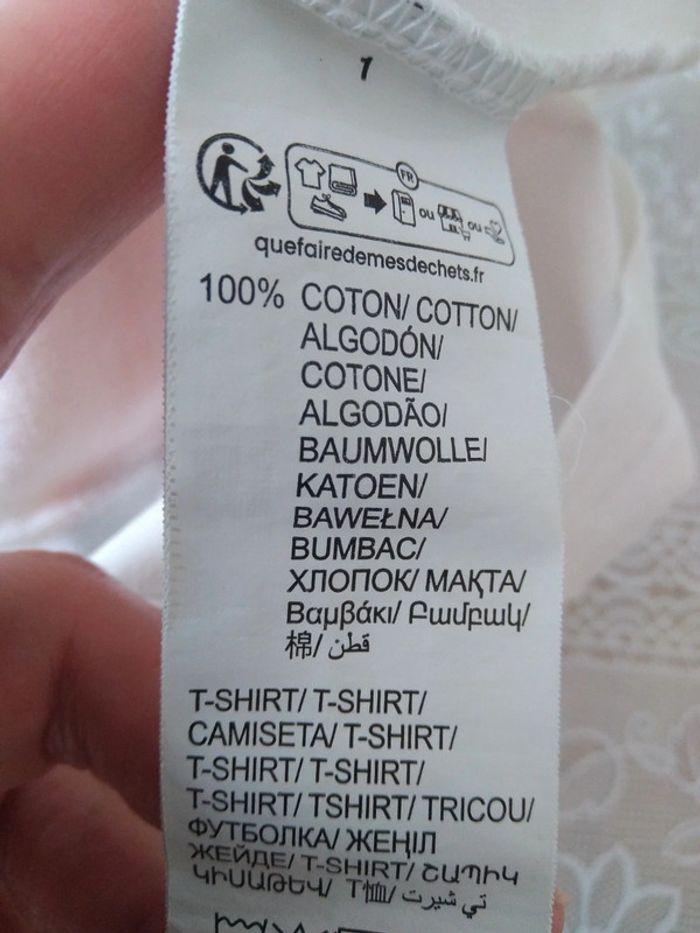 1
FR
ou ou
quefairedemesdechets.fr
100% COTON/ COTTON/
ALGODÓN/
COTONE/
ALGODÃO/
BAUMWOLLE/
KATOEN/
BAWEŁNA/
BUMBAC/
ХЛОПОК/ МАҚТА/
Βαμβάκι/ Բամբակ/
棉/ قطن
T-SHIRT/ T-SHIRT/
CAMISETA/ T-SHIRT/
T-SHIRT/ T-SHIRT/
T-SHIRT/ TSHIRT/ TRICOU/
ФУТБОЛКА/ ЖЕҢІЛ
ЖЕЙДЕ/ T-SHIRT/ ՇԱՊԻԿ
ԿԻՍԱԹԵՎ/ T恤/ تي شيرت